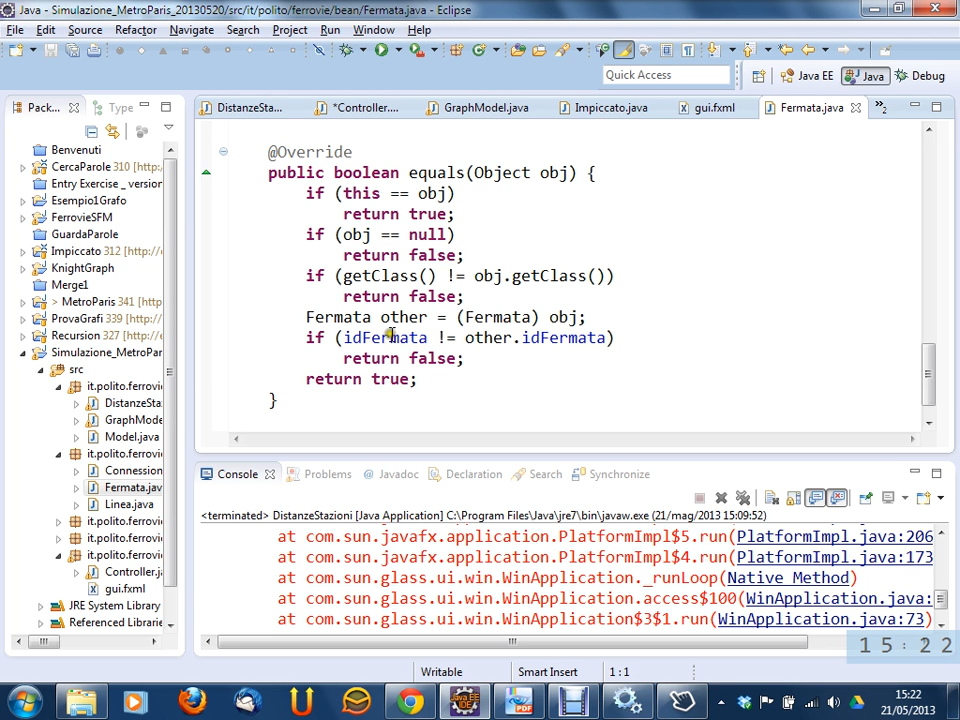 Java - Simulazione_MetroParis_20130520/src/it/polito/ferrovie/bean/Fermata.java - Eclipse
File Edit Source Refactor Navigate Search Project Run Window Help
Quick Access
Java EE Java Debug
Pack... Type
DistanzeSta... *Controller.... GraphModel.java Impiccato.java gui.fxml Fermata.java »2
Benvenuti
CercaParole 310 [http:/
Entry Exercise _ version
Esempio1Grafo
FerrovieSFM
GuardaParole
Impiccato 312 [http://
KnightGraph
Merge1
> MetroParis 341 [http
ProvaGrafi 339 [http:/
Recursion 327 [http://
Simulazione_MetroPar
src
it.polito.ferrovie
DistanzeSta
GraphMode
Model.java
it.polito.ferrovie
Connession
Fermata.jav
Linea.java
it.polito.ferrovie
it.polito.ferrovie
it.polito.ferrovie
Controller.ja
gui.fxml
JRE System Library
Referenced Libraries
@Override
public boolean equals(Object obj) {
if (this == obj)
return true;
if (obj == null)
return false;
if (getClass() != obj.getClass())
return false;
Fermata other = (Fermata) obj;
if (idFermata != other.idFermata)
return false;
return true;
}
Console Problems Javadoc Declaration Search Synchronize
<terminated> DistanzeStazioni [Java Application] C:\Program Files\Java\jre7\bin\javaw.exe (21/mag/2013 15:09:52)
at com.sun.javafx.application.PlatformImpl$5.run(PlatformImpl.java:206
at com.sun.javafx.application.PlatformImpl$4.run(PlatformImpl.java:173
at com.sun.glass.ui.win.WinApplication._runLoop(Native Method)
at com.sun.glass.ui.win.WinApplication.access$100(WinApplication.java:
at com.sun.glass.ui.win.WinApplication$3$1.run(WinApplication.java:73)
15:22
Writable Smart Insert 1 : 1
15:22
21/05/2013